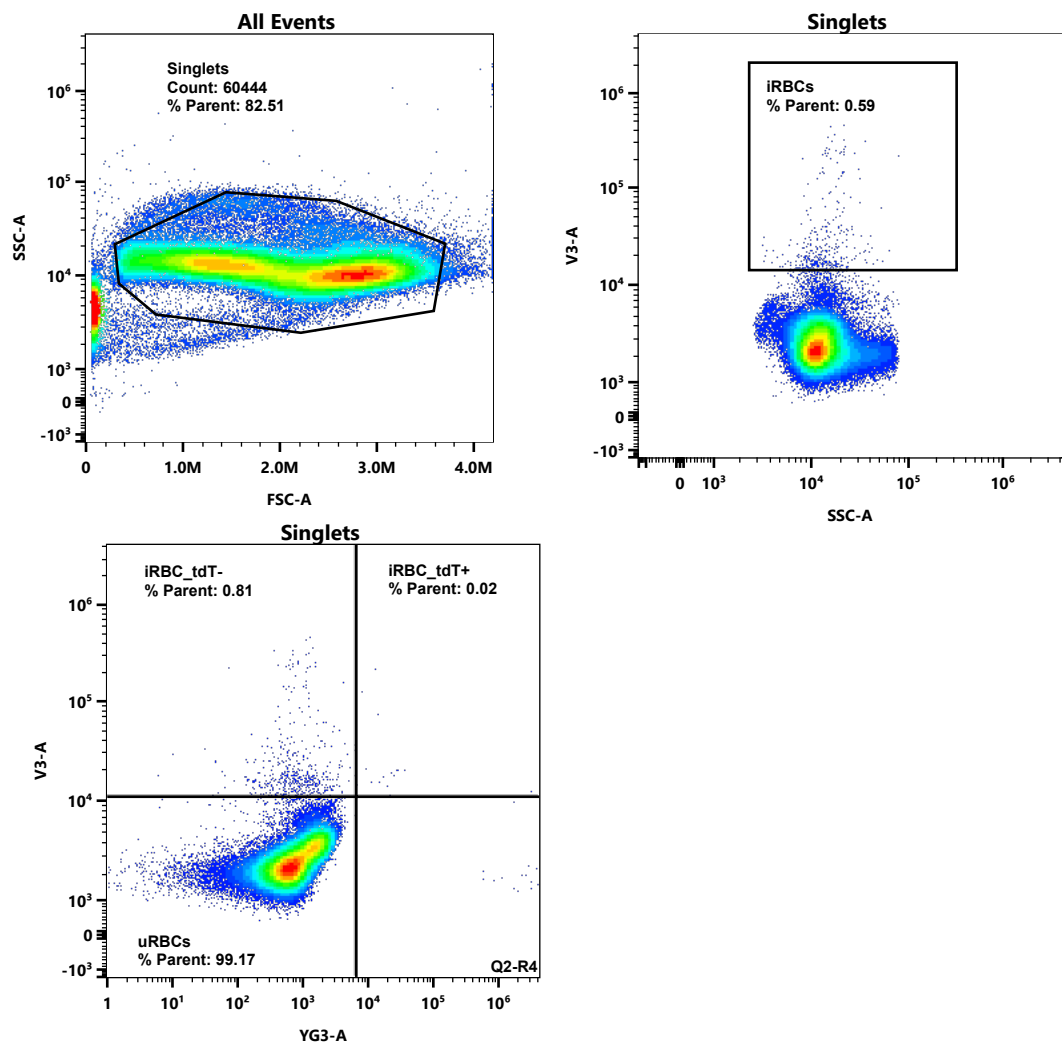 All Events
Singlets
Count: 60444
% Parent: 82.51
SSC-A
10⁶
10⁵
10⁴
10³
0
-10³
0
1.0M
2.0M
3.0M
4.0M
FSC-A
Singlets
iRBCs
% Parent: 0.59
V3-A
10⁶
10⁵
10⁴
10³
0
-10³
0
10³
10⁴
10⁵
10⁶
SSC-A
Singlets
iRBC_tdT-
% Parent: 0.81
iRBC_tdT+
% Parent: 0.02
V3-A
10⁶
10⁵
10⁴
10³
0
-10³
uRBCs
% Parent: 99.17
Q2-R4
1
10¹
10²
10³
10⁴
10⁵
10⁶
YG3-A